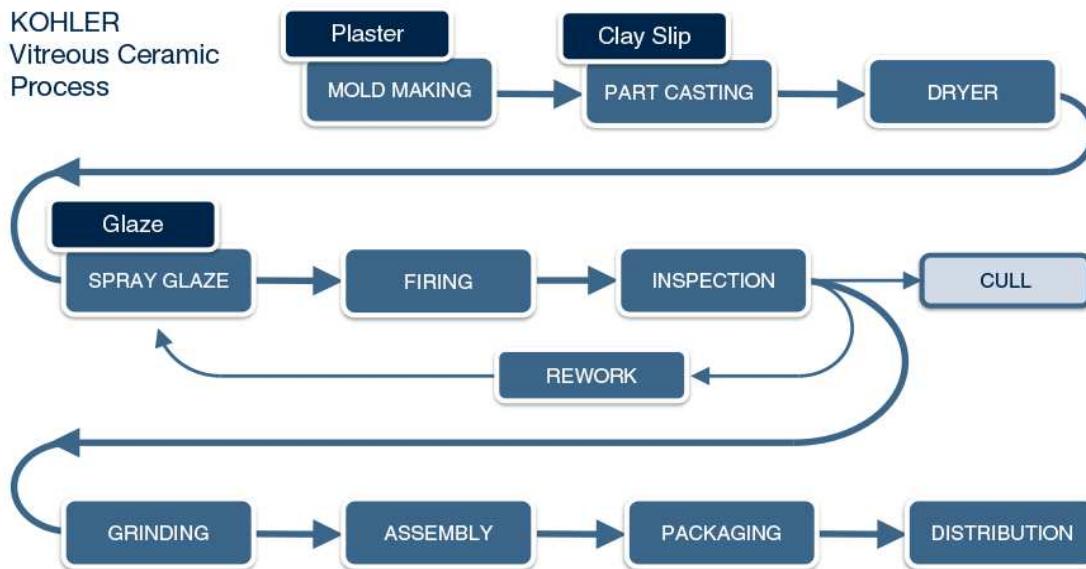 KOHLER
Vitreous Ceramic
Process
Plaster
MOLD MAKING
Clay Slip
PART CASTING
DRYER
Glaze
SPRAY GLAZE
FIRING
INSPECTION
CULL
REWORK
GRINDING
ASSEMBLY
PACKAGING
DISTRIBUTION